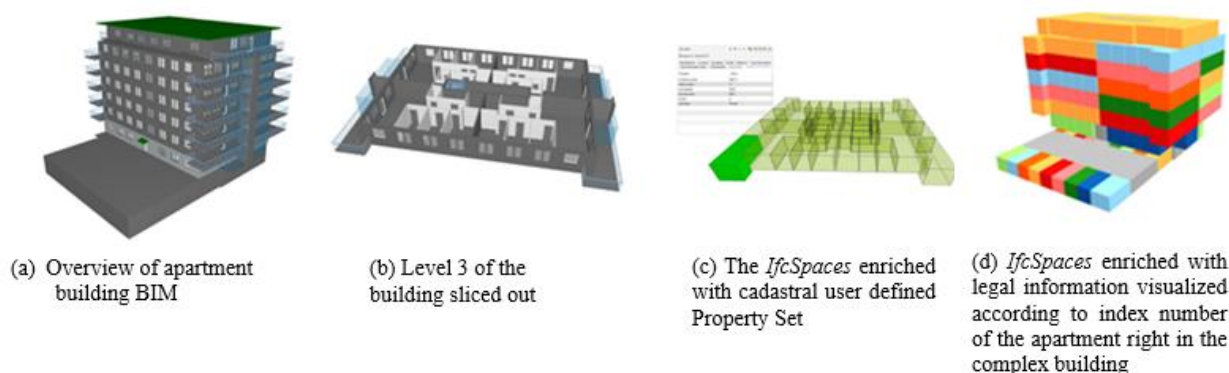 (a) Overview of apartment
building BIM
(b) Level 3 of the
building sliced out
(c) The IfcSpaces enriched
with cadastral user defined
Property Set
(d) IfcSpaces enriched with
legal information visualized
according to index number
of the apartment right in the
complex building